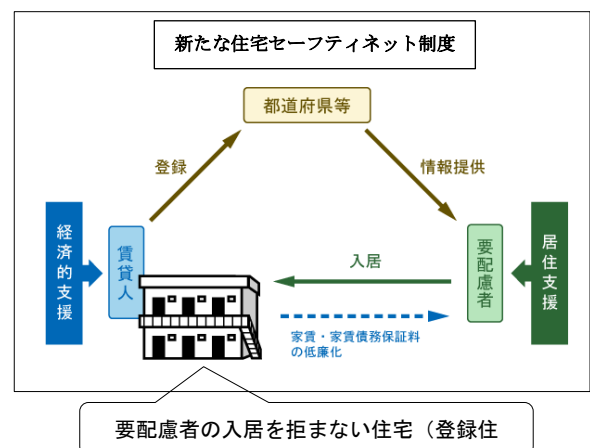 新たな住宅セーフティネット制度
都道府県等
登録
情報提供
経済的支援
賃貸人
入居
要配慮者
居住支援
家賃・家賃債務保証料
の低廉化
要配慮者の入居を拒まない住宅（登録住